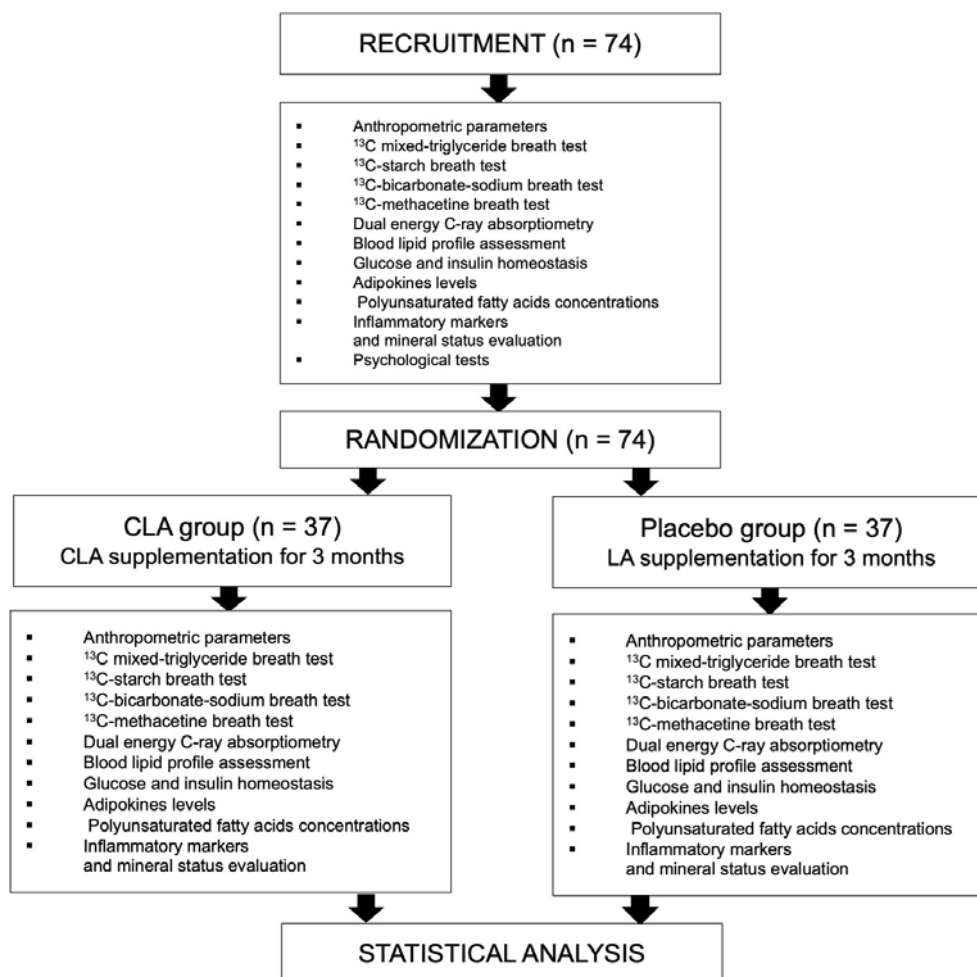 RECRUITMENT (n = 74)
▪ Anthropometric parameters
▪ ¹³C mixed-triglyceride breath test
▪ ¹³C-starch breath test
▪ ¹³C-bicarbonate-sodium breath test
▪ ¹³C-methacetine breath test
▪ Dual energy C-ray absorptiometry
▪ Blood lipid profile assessment
▪ Glucose and insulin homeostasis
▪ Adipokines levels
▪ Polyunsaturated fatty acids concentrations
▪ Inflammatory markers
and mineral status evaluation
▪ Psychological tests
RANDOMIZATION (n = 74)
CLA group (n = 37)
CLA supplementation for 3 months
▪ Anthropometric parameters
▪ ¹³C mixed-triglyceride breath test
▪ ¹³C-starch breath test
▪ ¹³C-bicarbonate-sodium breath test
▪ ¹³C-methacetine breath test
▪ Dual energy C-ray absorptiometry
▪ Blood lipid profile assessment
▪ Glucose and insulin homeostasis
▪ Adipokines levels
▪ Polyunsaturated fatty acids concentrations
▪ Inflammatory markers
and mineral status evaluation
Placebo group (n = 37)
LA supplementation for 3 months
▪ Anthropometric parameters
▪ ¹³C mixed-triglyceride breath test
▪ ¹³C-starch breath test
▪ ¹³C-bicarbonate-sodium breath test
▪ ¹³C-methacetine breath test
▪ Dual energy C-ray absorptiometry
▪ Blood lipid profile assessment
▪ Glucose and insulin homeostasis
▪ Adipokines levels
▪ Polyunsaturated fatty acids concentrations
▪ Inflammatory markers
and mineral status evaluation
STATISTICAL ANALYSIS